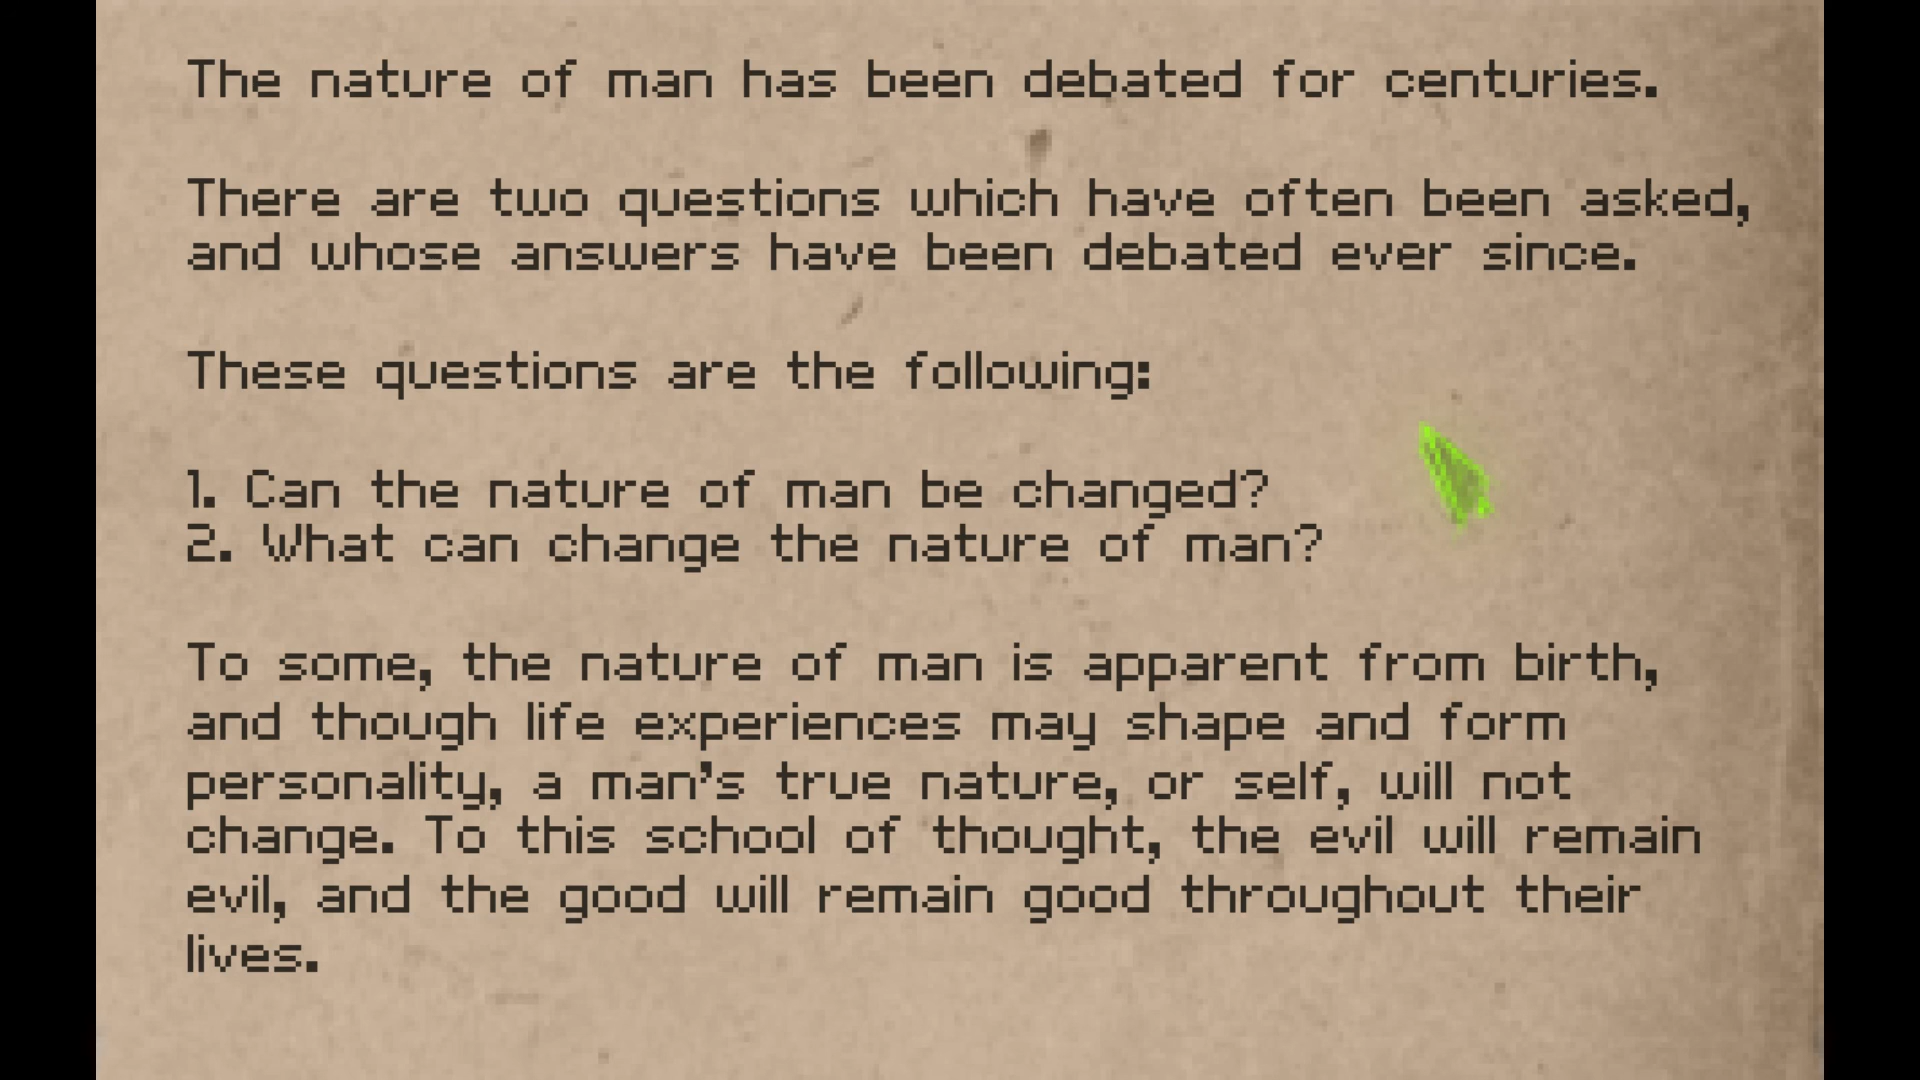 The nature of man has been debated for centuries.
There are two questions which have often been asked,
and whose answers have been debated ever since.
These questions are the following:
1. Can the nature of man be changed?
2. What can change the nature of man?
To some, the nature of man is apparent from birth,
and though life experiences may shape and form
personality, a man's true nature, or self, will not
change. To this school of thought, the evil will remain
evil, and the good will remain good throughout their
lives.